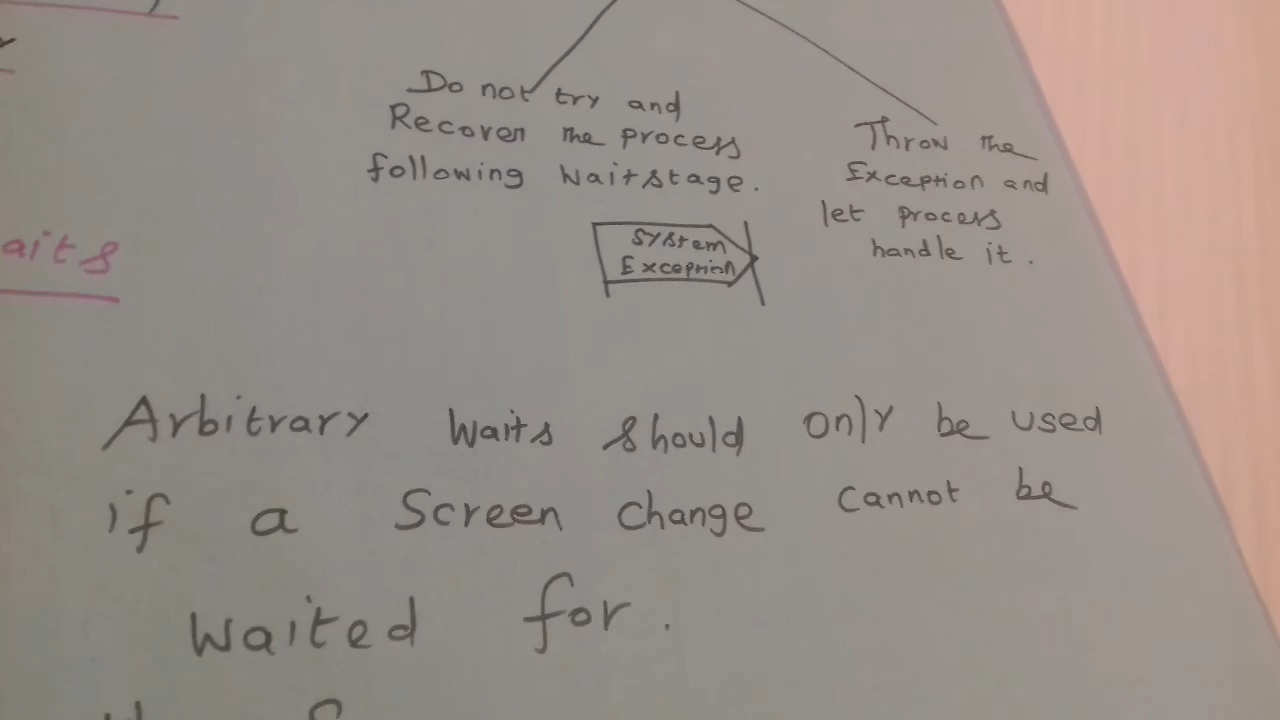 Do not try and
Recover the process
following Waitstage.
Throw the
Exception and
let process
handle it.
System
Exception
aits
Arbitrary Waits should only be used
if a Screen change cannot be
waited for.